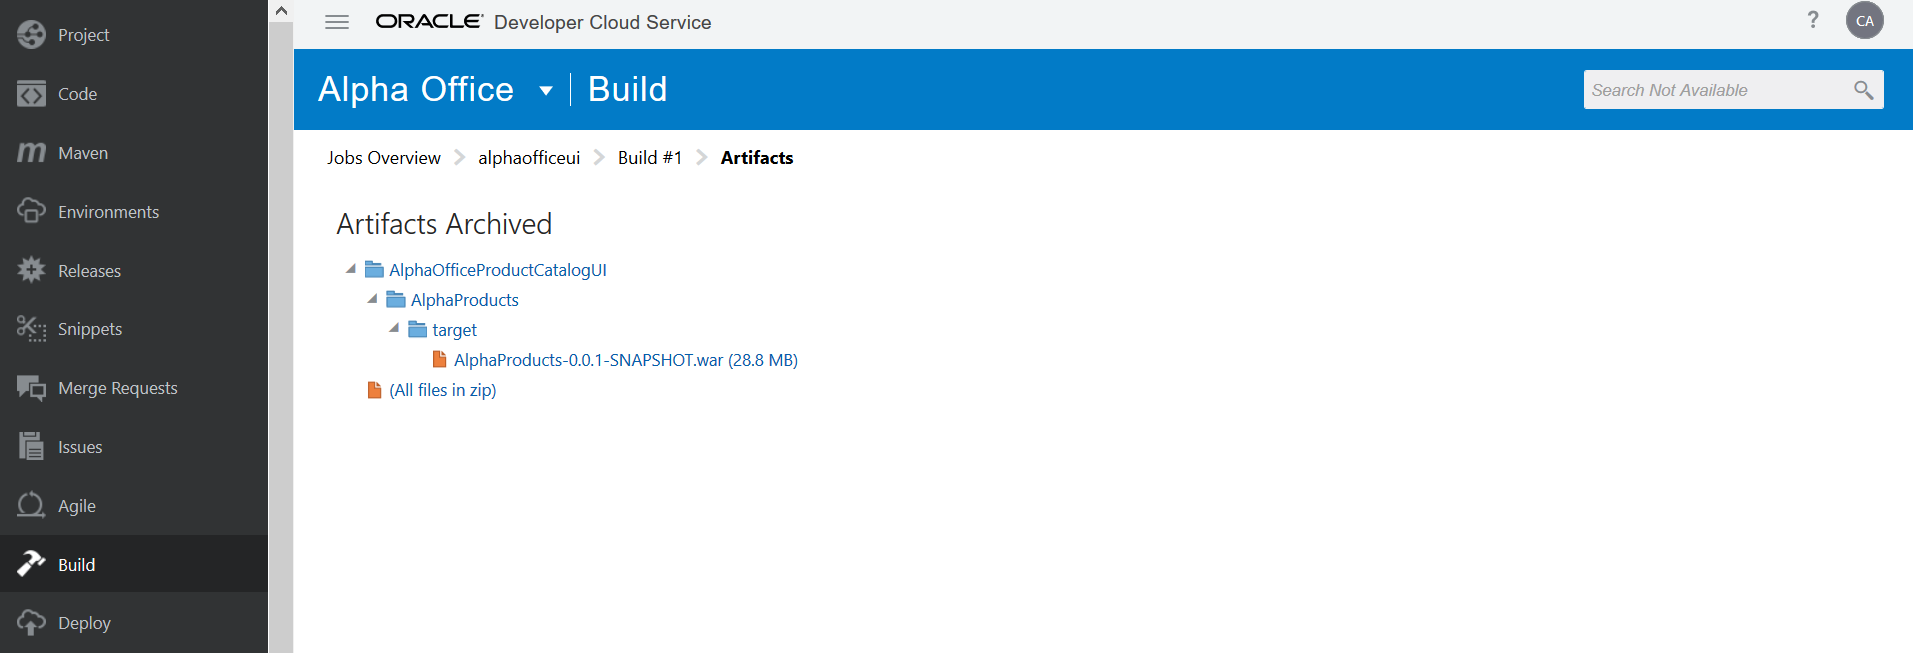 Project
Code
Maven
Environments
Releases
Snippets
Merge Requests
Issues
Agile
Build
Deploy
ORACLE Developer Cloud Service
?
CA
Alpha Office Build
Search Not Available
Jobs Overview alphaofficeui Build #1 Artifacts
Artifacts Archived
AlphaOfficeProductCatalogUI
AlphaProducts
target
AlphaProducts-0.0.1-SNAPSHOT.war (28.8 MB)
(All files in zip)